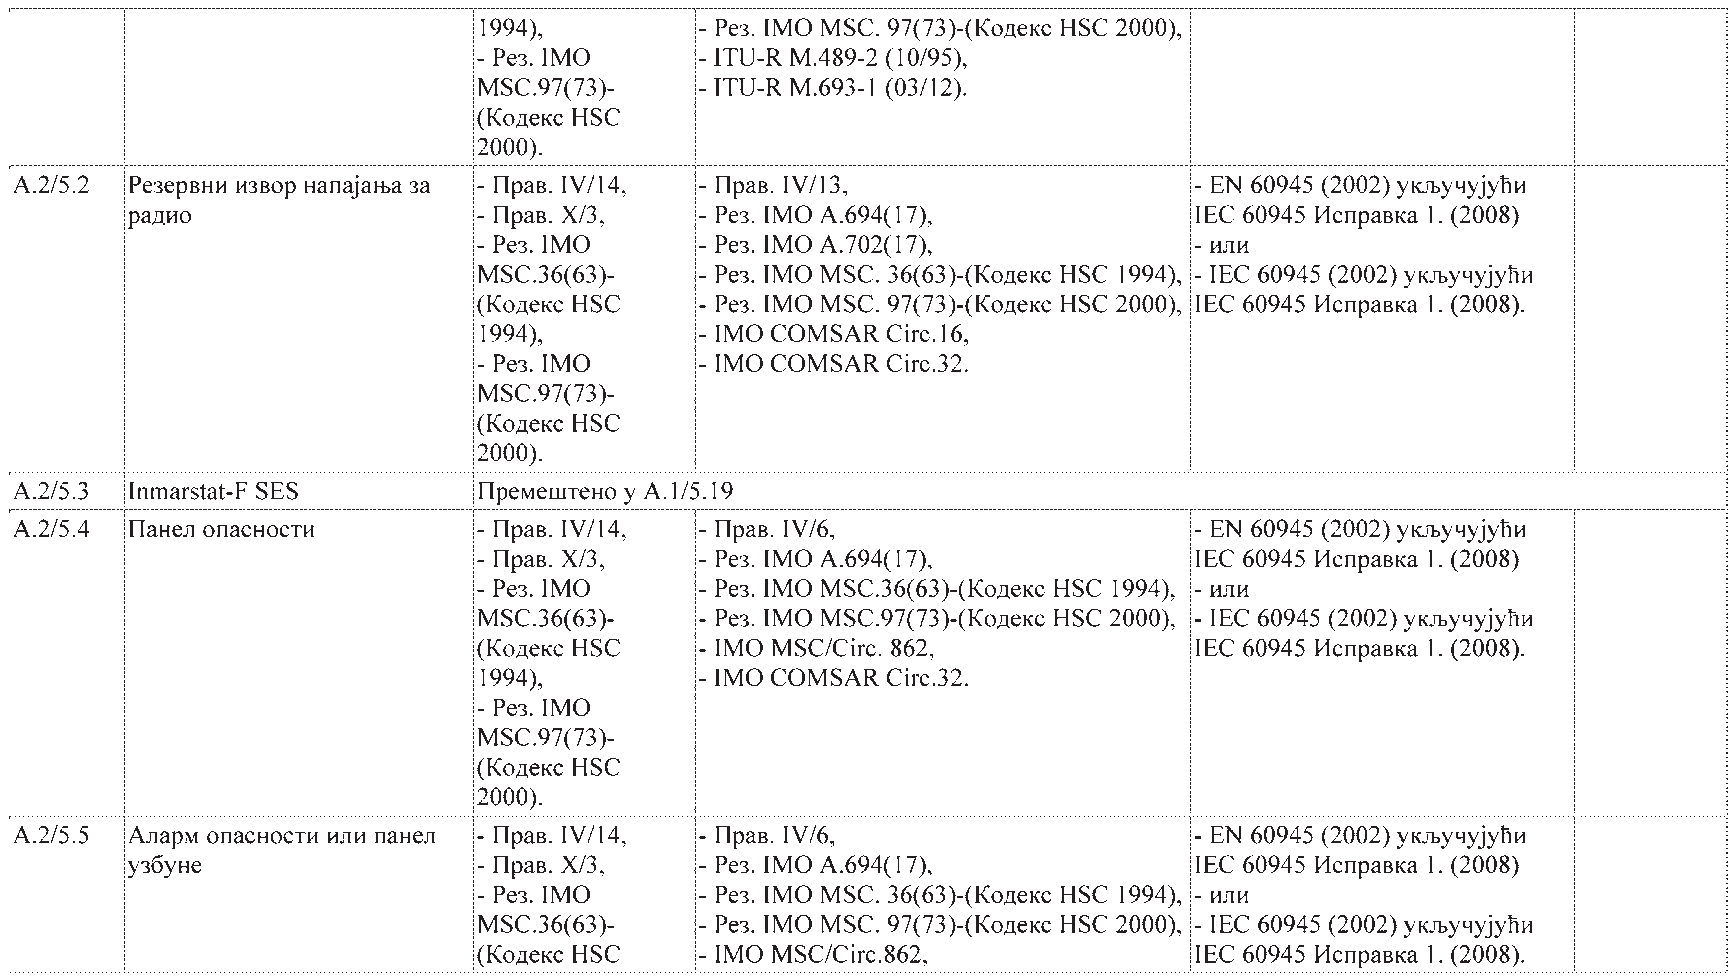 1994),
- Рез. IMO
MSC.97(73)-
(Кодекс HSC
2000).
- Рез. IMO MSC. 97(73)-(Кодекс HSC 2000),
- ITU-R M.489-2 (10/95),
- ITU-R M.693-1 (03/12).
A.2/5.2
Резервни извор напајања за
радио
- Прав. IV/14,
- Прав. X/3,
- Рез. IMO
MSC.36(63)-
(Кодекс HSC
1994),
- Рез. IMO
MSC.97(73)-
(Кодекс HSC
2000).
- Прав. IV/13,
- Рез. IMO A.694(17),
- Рез. IMO A.702(17),
- Рез. IMO MSC. 36(63)-(Кодекс HSC 1994),
- Рез. IMO MSC. 97(73)-(Кодекс HSC 2000),
- IMO COMSAR Circ.16,
- IMO COMSAR Circ.32.
- EN 60945 (2002) укључујући
IEC 60945 Исправка 1. (2008)
- или
- IEC 60945 (2002) укључујући
IEC 60945 Исправка 1. (2008).
A.2/5.3
Inmarstat-F SES
Премештено у A.1/5.19
A.2/5.4
Панел опасности
- Прав. IV/14,
- Прав. X/3,
- Рез. IMO
MSC.36(63)-
(Кодекс HSC
1994),
- Рез. IMO
MSC.97(73)-
(Кодекс HSC
2000).
- Прав. IV/6,
- Рез. IMO A.694(17),
- Рез. IMO MSC.36(63)-(Кодекс HSC 1994),
- Рез. IMO MSC.97(73)-(Кодекс HSC 2000),
- IMO MSC/Circ. 862,
- IMO COMSAR Circ.32.
- EN 60945 (2002) укључујући
IEC 60945 Исправка 1. (2008)
- или
- IEC 60945 (2002) укључујући
IEC 60945 Исправка 1. (2008).
A.2/5.5
Аларм опасности или панел
узбуне
- Прав. IV/14,
- Прав. X/3,
- Рез. IMO
MSC.36(63)-
(Кодекс HSC
- Прав. IV/6,
- Рез. IMO A.694(17),
- Рез. IMO MSC. 36(63)-(Кодекс HSC 1994),
- Рез. IMO MSC. 97(73)-(Кодекс HSC 2000),
- IMO MSC/Circ.862,
- EN 60945 (2002) укључујући
IEC 60945 Исправка 1. (2008)
- или
- IEC 60945 (2002) укључујући
IEC 60945 Исправка 1. (2008).